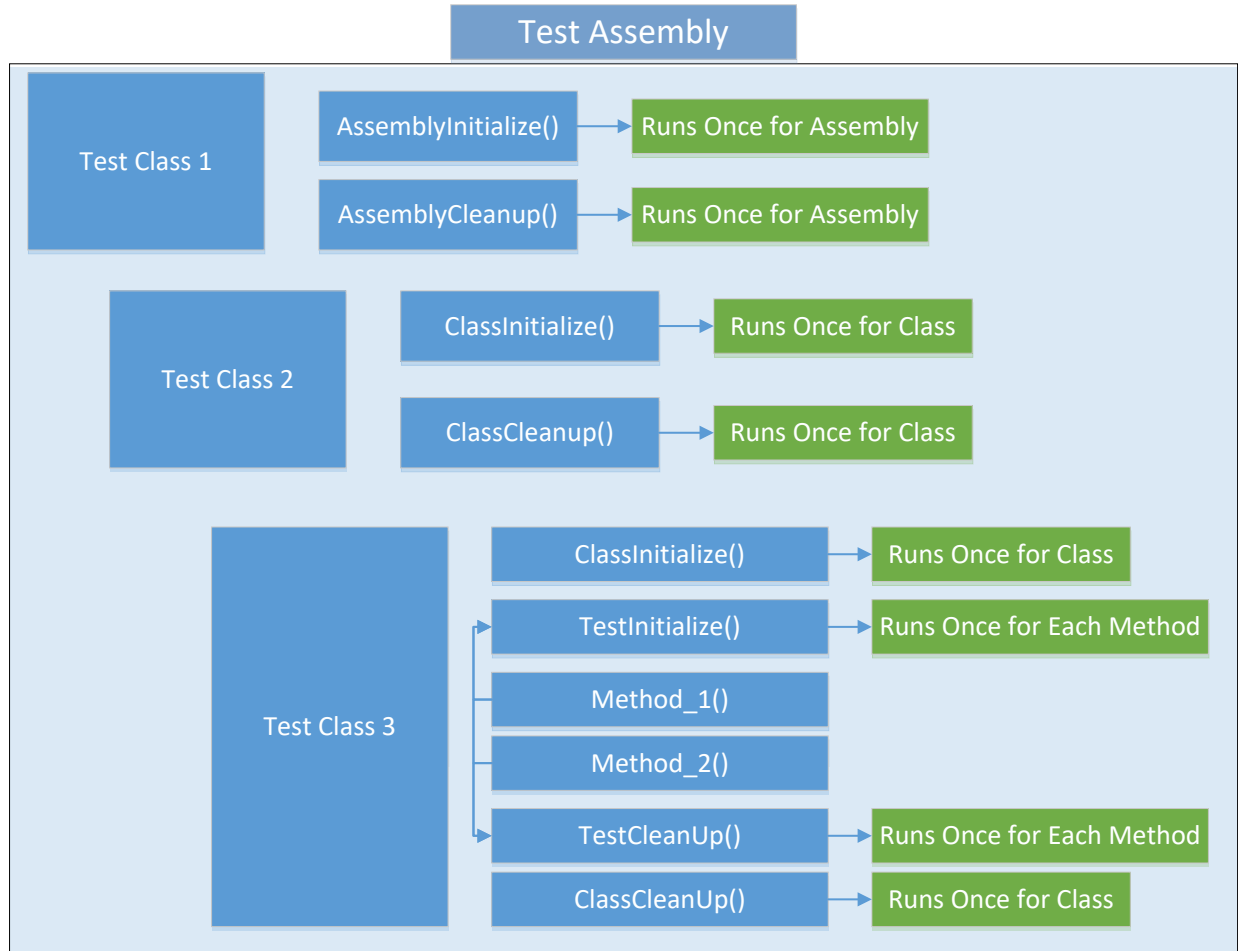 Test Assembly
Test Class 1
AssemblyInitialize()
Runs Once for Assembly
AssemblyCleanup()
Runs Once for Assembly
Test Class 2
ClassInitialize()
Runs Once for Class
ClassCleanup()
Runs Once for Class
Test Class 3
ClassInitialize()
Runs Once for Class
TestInitialize()
Runs Once for Each Method
Method_1()
Method_2()
TestCleanUp()
Runs Once for Each Method
ClassCleanUp()
Runs Once for Class